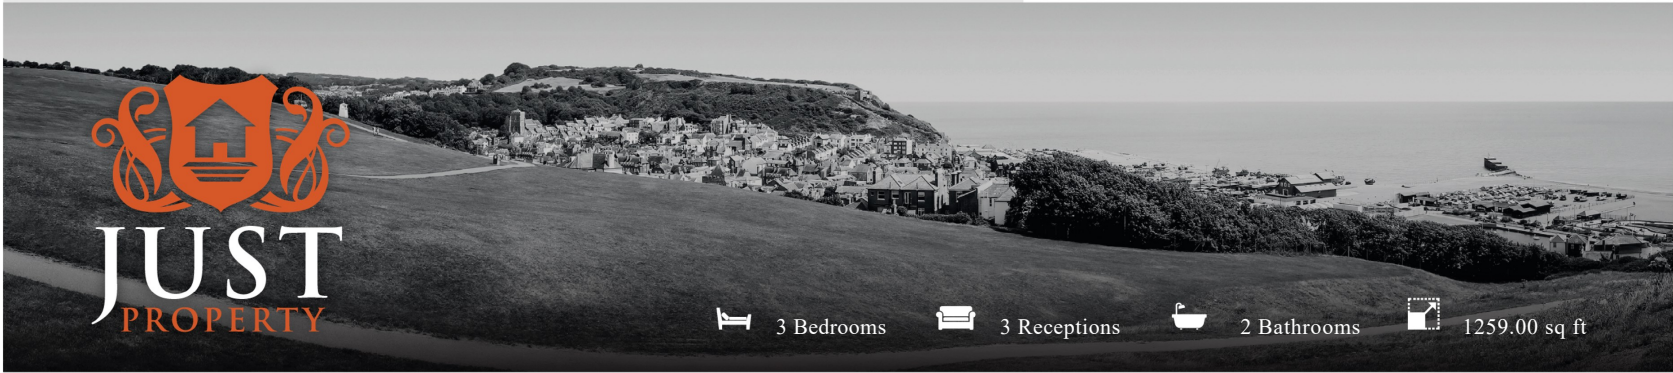 JUST
PROPERTY
3 Bedrooms
3 Receptions
2 Bathrooms
1259.00 sq ft